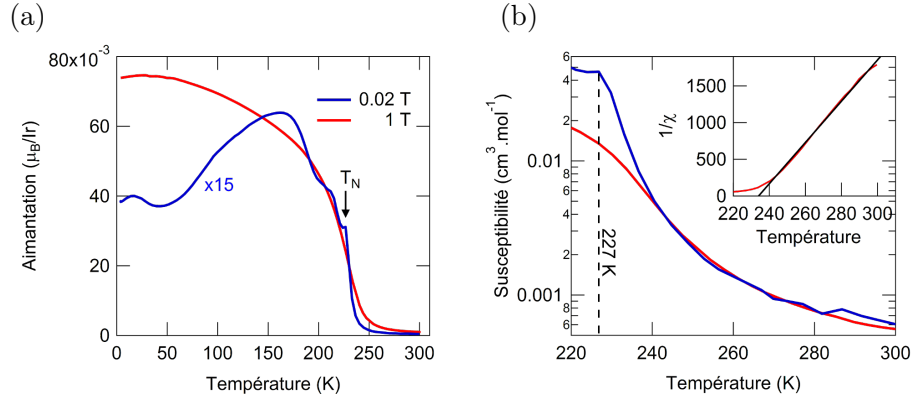 (a)
(b)
80x10⁻³
60
40
20
0
Aimantation (μB/Ir)
0.02 T
1 T
x15
TN
0
50
100
150
200
250
300
Température (K)
6
4
2
0.01
8
6
4
2
0.001
8
6
Susceptibilité (cm³.mol⁻¹)
227 K
220
240
260
280
300
Température (K)
1/χ
1500
1000
500
0
220
240
260
280
300
Température